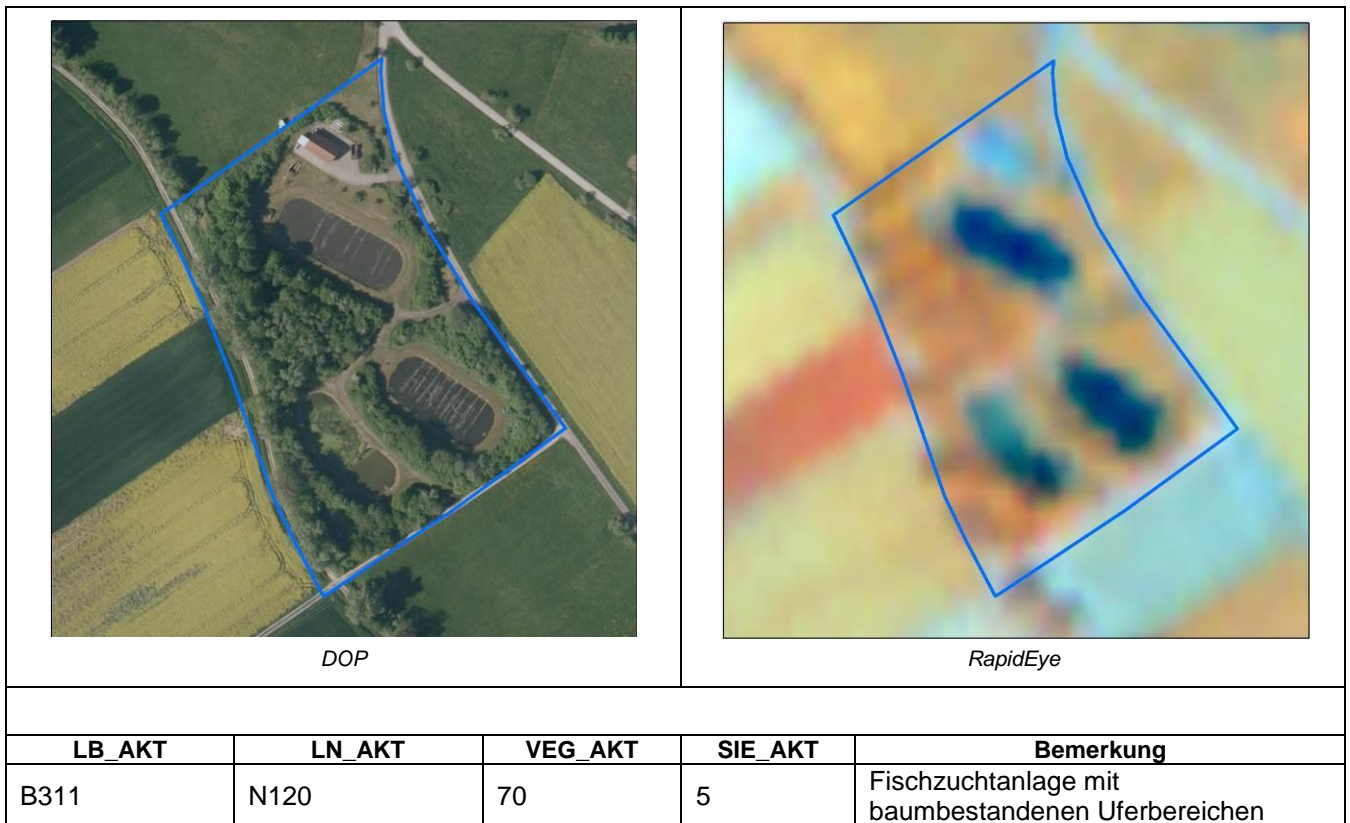 DOP
RapidEye
LB_AKT LN_AKT VEG_AKT SIE_AKT Bemerkung
B311 N120 70 5 Fischzuchtanlage mit
baumbestandenen Uferbereichen